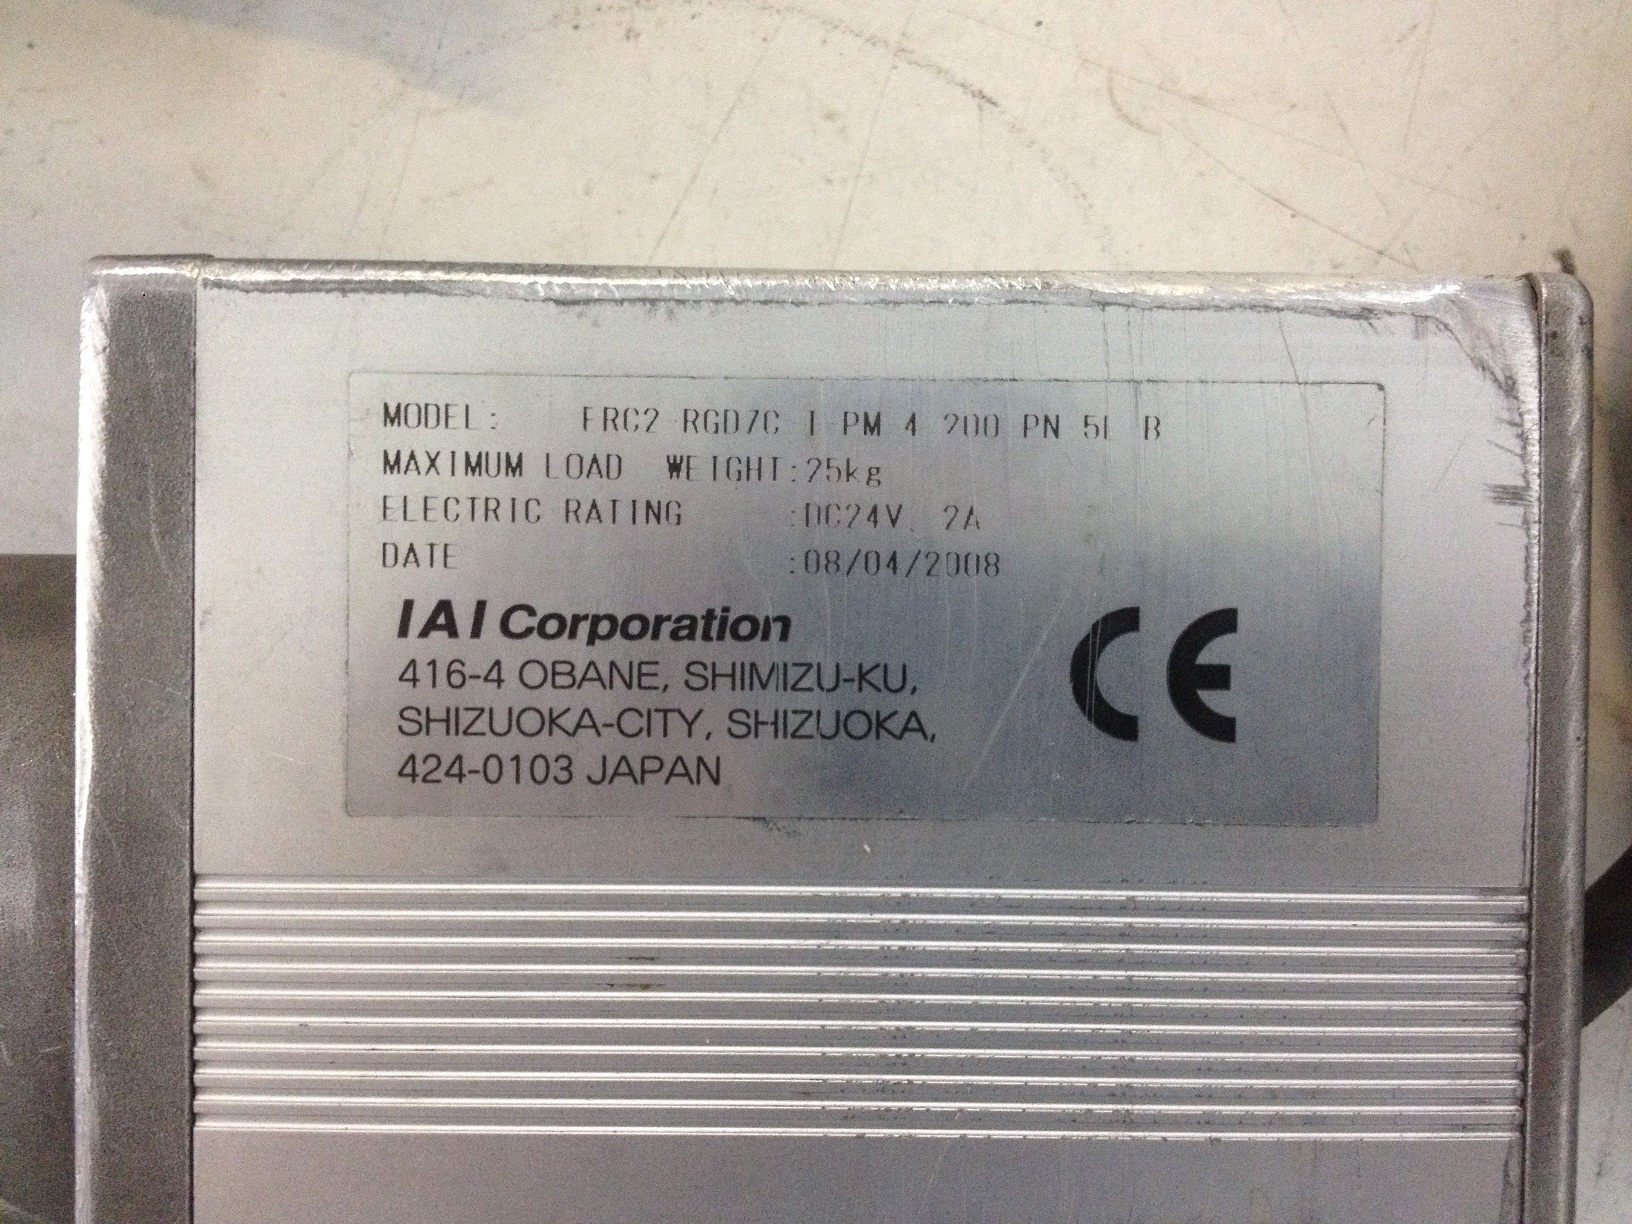 MODEL: ERC2-RGD7C-I-PM-4-200-PN-5L-B
MAXIMUM LOAD WEIGHT:25kg
ELECTRIC RATING :DC24V, 2A
DATE :08/04/2008
IAI Corporation
416-4 OBANE, SHIMIZU-KU,
SHIZUOKA-CITY, SHIZUOKA,
424-0103 JAPAN
CE